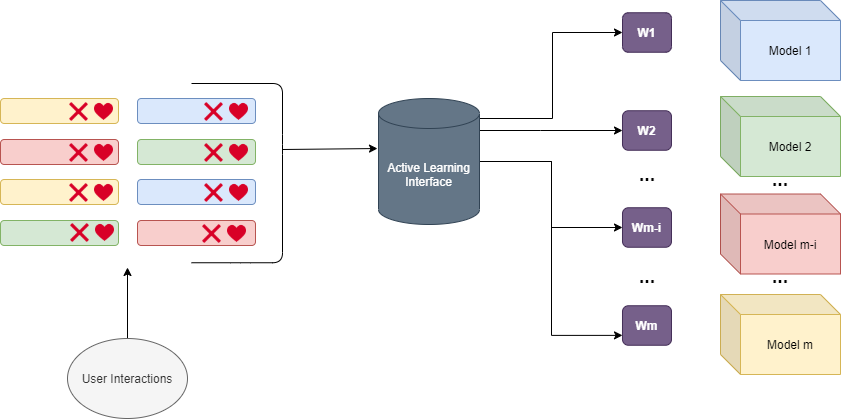 W1
Model 1
W2
Model 2
Active Learning
Interface
...
...
Wm-i
Model m-i
...
...
Wm
Model m
User Interactions